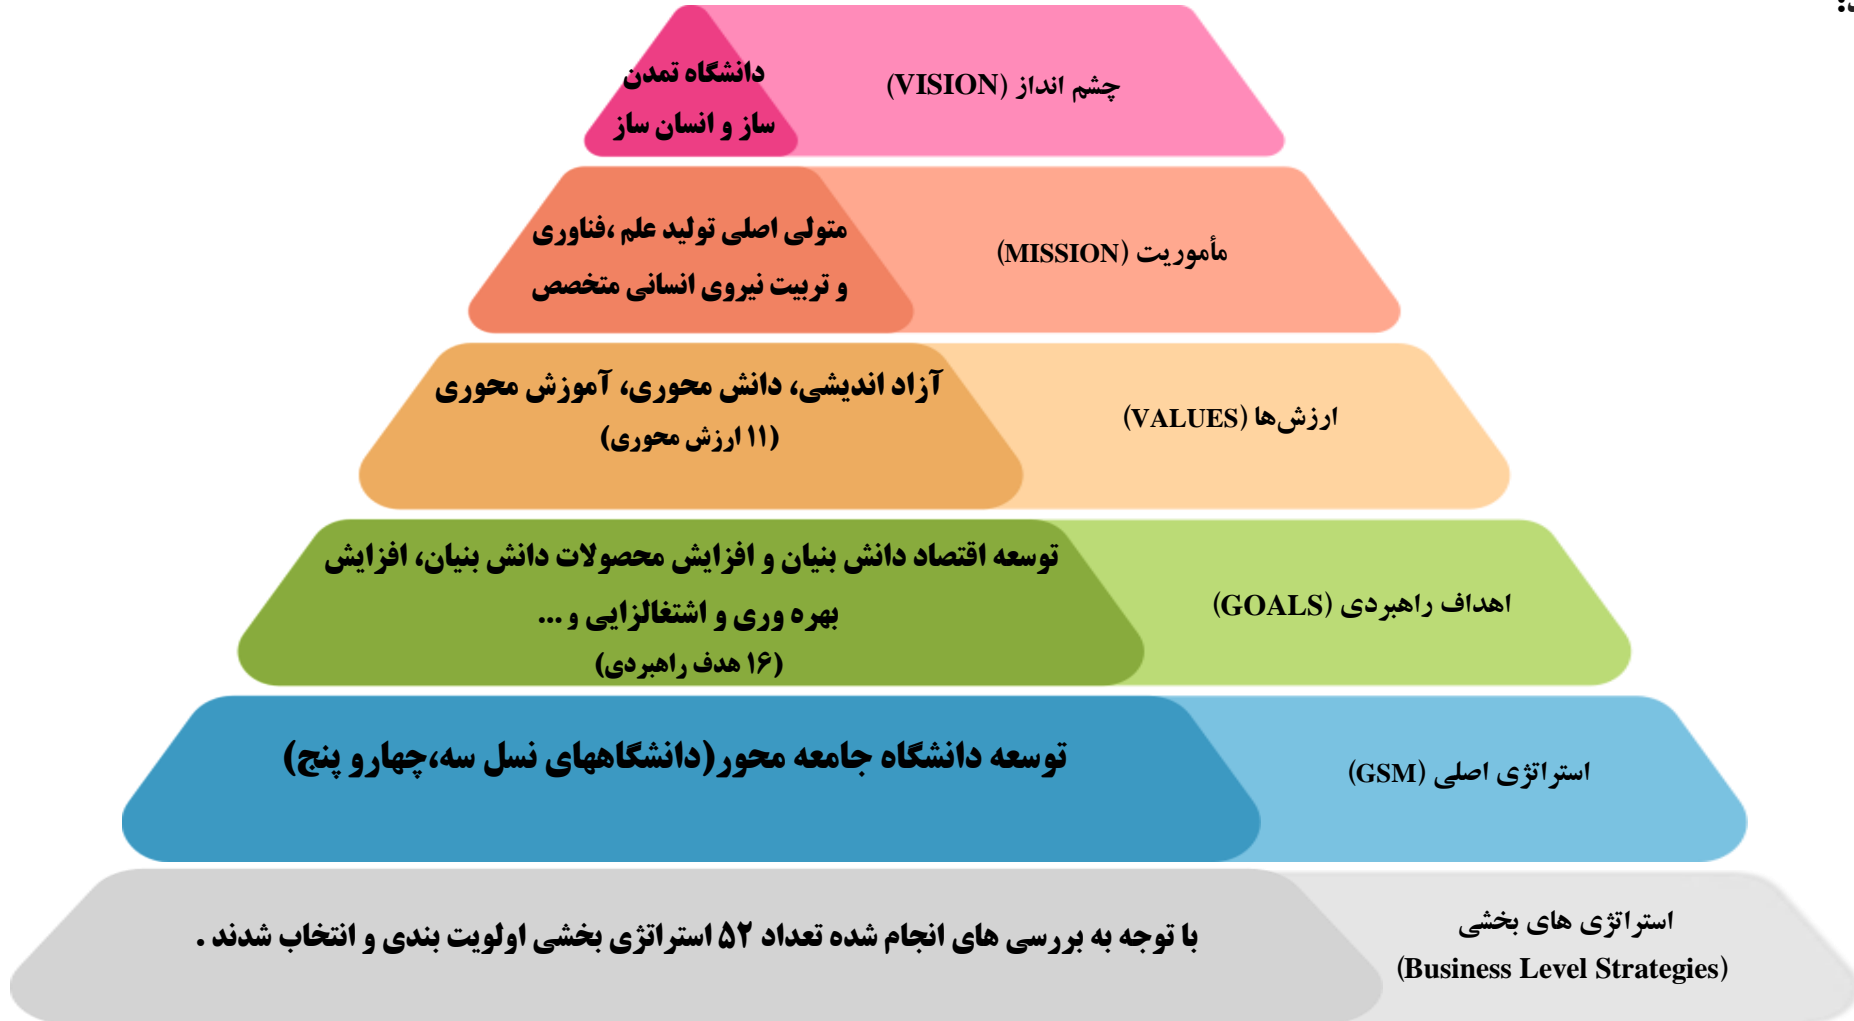 چشم انداز (VISION)
دانشگاه تمدن
ساز و انسان ساز
مأموریت (MISSION)
متولی اصلی تولید علم ،فناوری
و تربیت نیروی انسانی متخصص
ارزش‌ها (VALUES)
آزاد اندیشی، دانش محوری، آموزش محوری
(۱۱ ارزش محوری)
اهداف راهبردی (GOALS)
توسعه اقتصاد دانش بنیان و افزایش محصولات دانش بنیان، افزایش
بهره وری و اشتغالزایی و ...
(۱۶ هدف راهبردی)
استراتژی اصلی (GSM)
توسعه دانشگاه جامعه محور(دانشگاههای نسل سه،چهارو پنج)
استراتژی های بخشی
(Business Level Strategies)
با توجه به بررسی های انجام شده تعداد ۵۲ استراتژی بخشی اولویت بندی و انتخاب شدند .